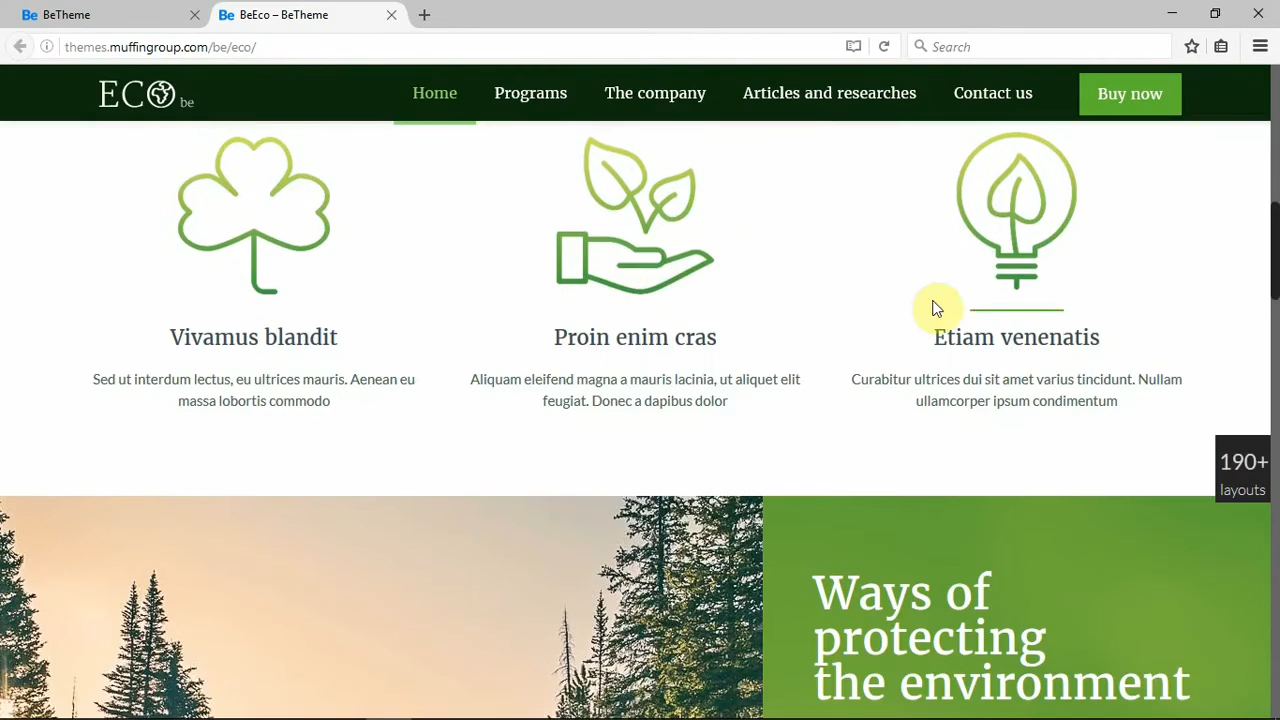 Be BeTheme
Be BeEco – BeTheme
themes.muffingroup.com/be/eco/
Search
ECO be
Home
Programs
The company
Articles and researches
Contact us
Buy now
Vivamus blandit
Sed ut interdum lectus, eu ultrices mauris. Aenean eu
massa lobortis commodo
Proin enim cras
Aliquam eleifend magna a mauris lacinia, ut aliquet elit
feugiat. Donec a dapibus dolor
Etiam venenatis
Curabitur ultrices dui sit amet varius tincidunt. Nullam
ullamcorper ipsum condimentum
190+
layouts
Ways of
protecting
the environment